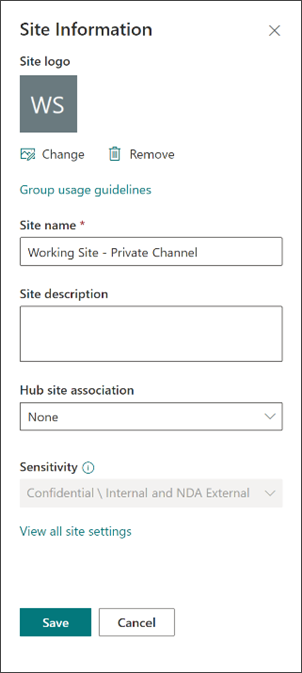 Site Information
Site logo
WS
Change Remove
Group usage guidelines
Site name *
Working Site - Private Channel
Site description
Hub site association
None
Sensitivity
Confidential \ Internal and NDA External
View all site settings
Save Cancel